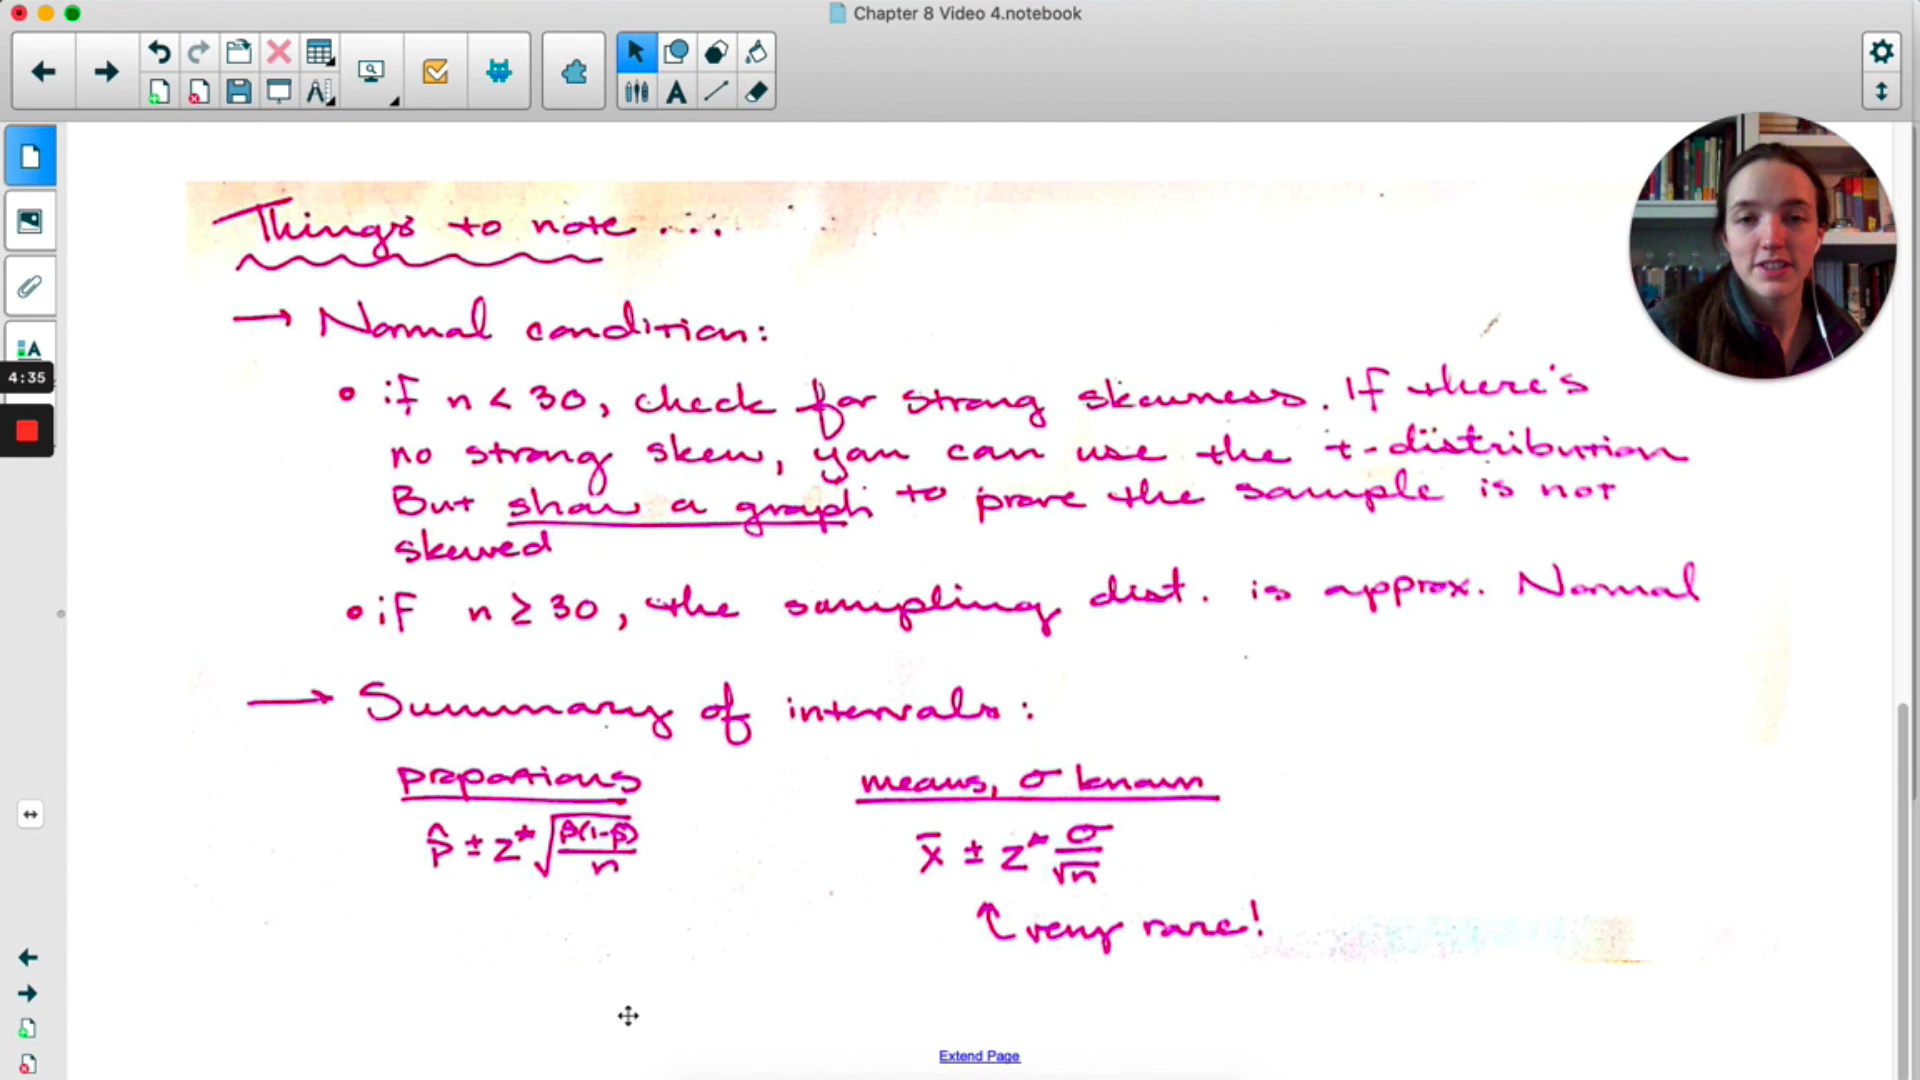 Chapter 8 Video 4.notebook
Things to note...
→ Normal condition:
• if n < 30, check for strong skewness. If there's
no strong skew, you can use the t-distribution
But show a graph to prove the sample is not
skewed
• if n ≥ 30, the sampling dist. is approx. Normal
→ Summary of intervals:
proportions
means, σ known
p̂ ± z* √(p̂(1-p̂)/n)
x̄ ± z* σ/√n
↑ very rare!
4:35
Extend Page